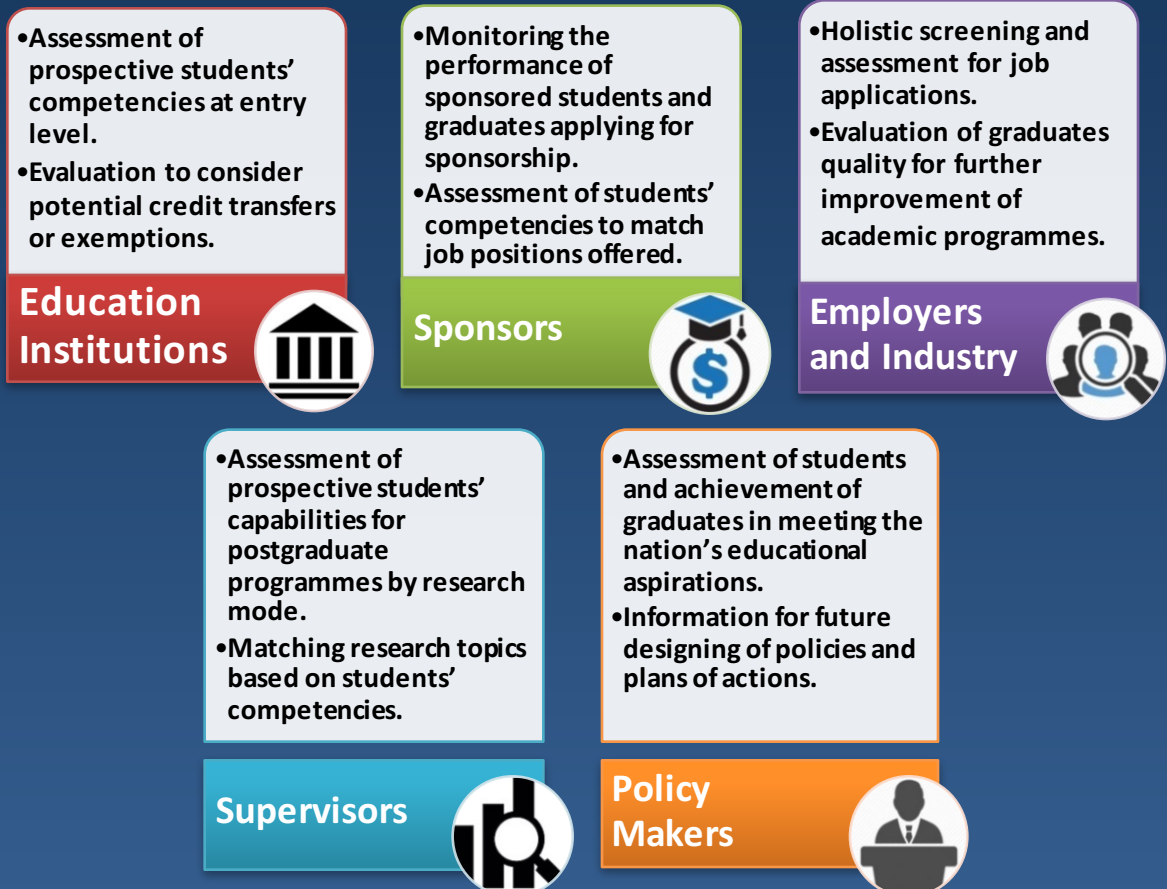 •Assessment of
prospective students’
competencies at entry
level.
•Evaluation to consider
potential credit transfers
or exemptions.
Education
Institutions
•Monitoring the
performance of
sponsored students and
graduates applying for
sponsorship.
•Assessment of students’
competencies to match
job positions offered.
Sponsors
$
•Holistic screening and
assessment for job
applications.
•Evaluation of graduates
quality for further
improvement of
academic programmes.
Employers
and Industry
•Assessment of
prospective students’
capabilities for
postgraduate
programmes by research
mode.
•Matching research topics
based on students’
competencies.
Supervisors
•Assessment of students
and achievement of
graduates in meeting the
nation’s educational
aspirations.
•Information for future
designing of policies and
plans of actions.
Policy
Makers